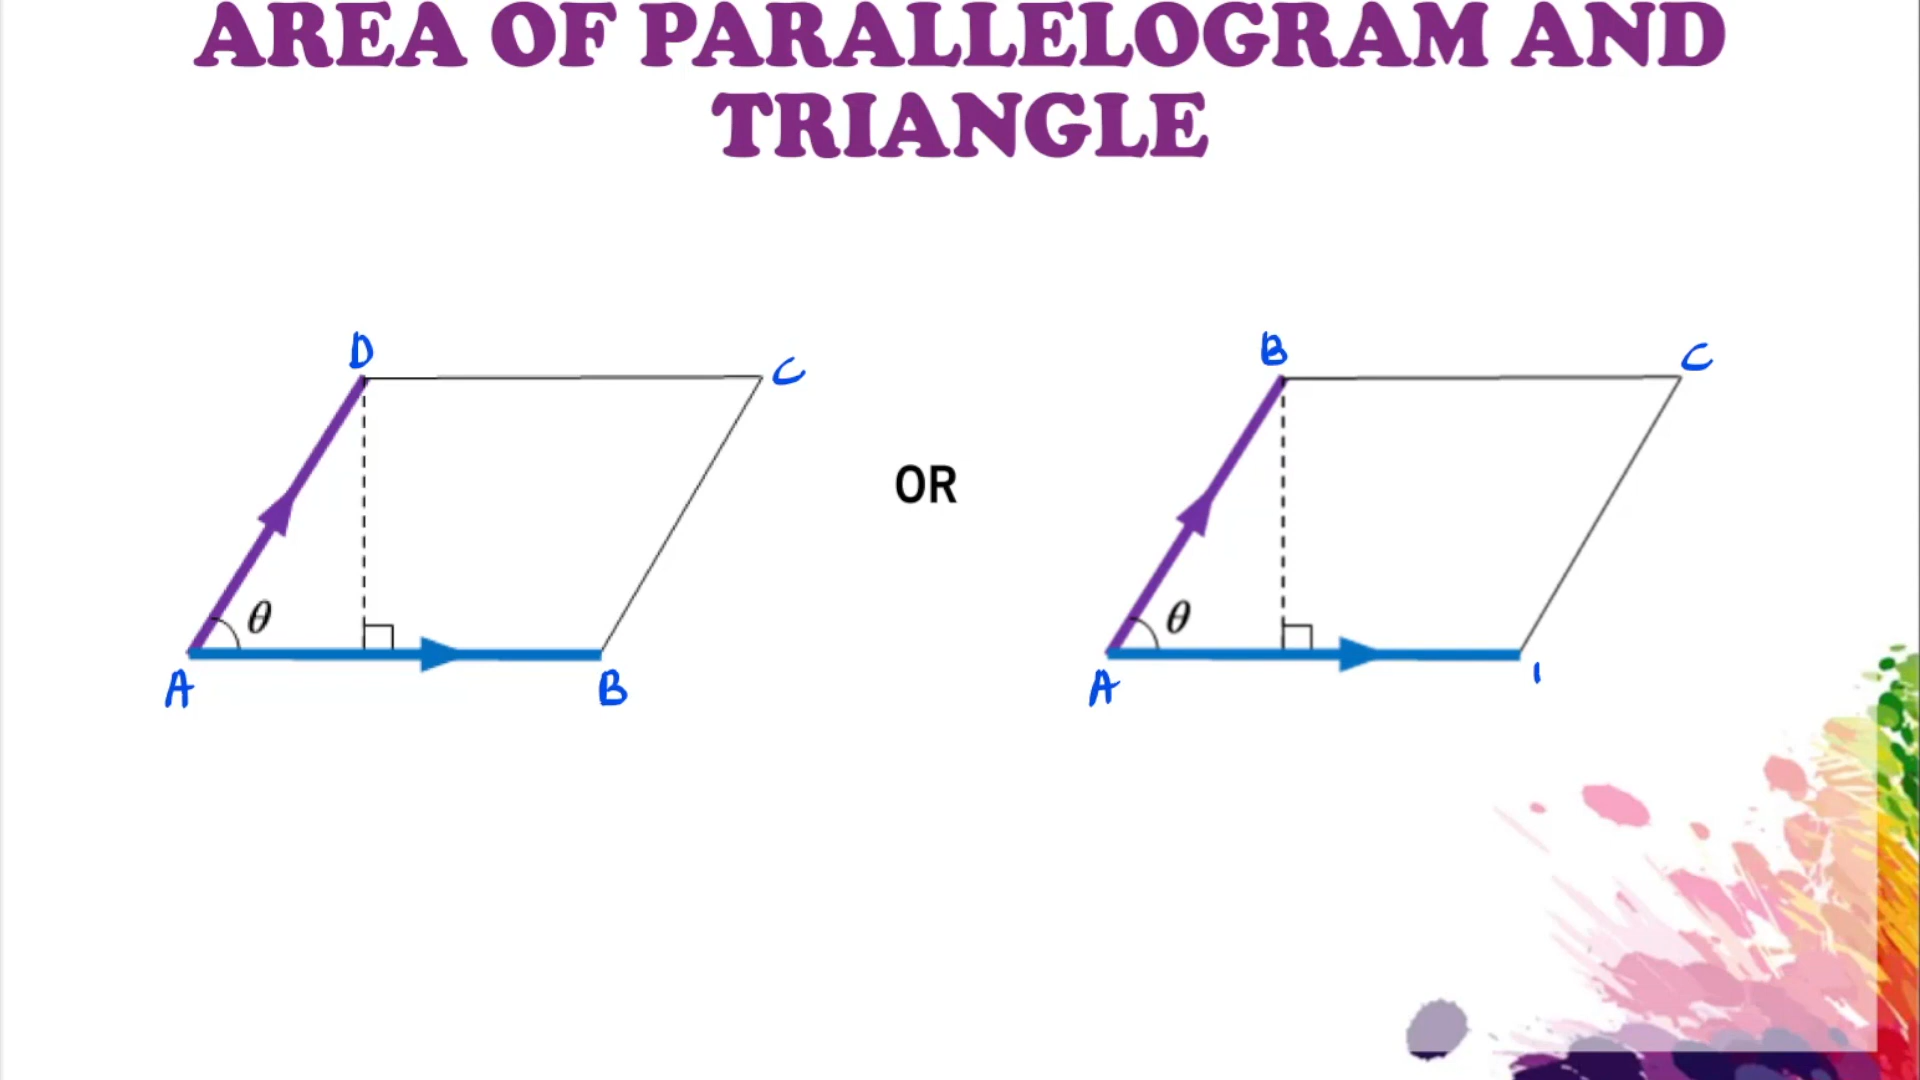 AREA OF PARALLELOGRAM AND
TRIANGLE
D
C
θ
A
B
OR
B
C
θ
A